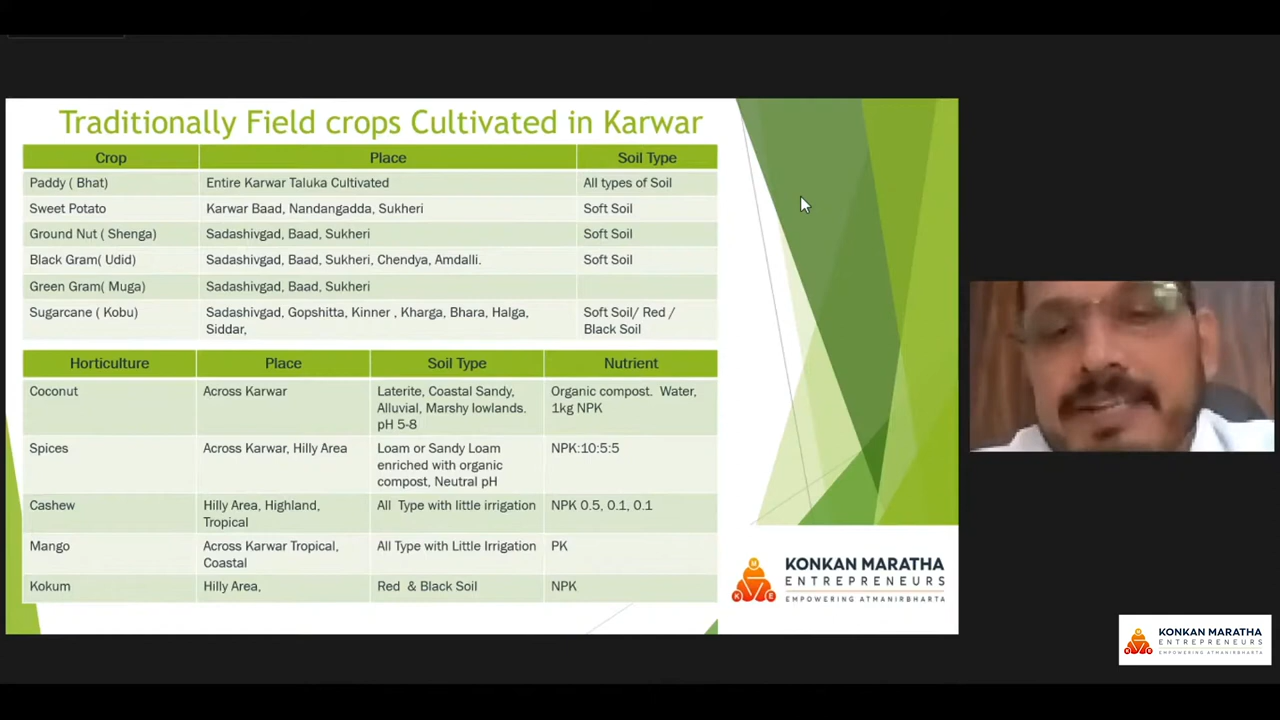 Traditionally Field crops Cultivated in Karwar
Crop Place Soil Type
Paddy ( Bhat) Entire Karwar Taluka Cultivated All types of Soil
Sweet Potato Karwar Baad, Nandangadda, Sukheri Soft Soil
Ground Nut ( Shenga) Sadashivgad, Baad, Sukheri Soft Soil
Black Gram( Udid) Sadashivgad, Baad, Sukheri, Chendya, Amdalli. Soft Soil
Green Gram( Muga) Sadashivgad, Baad, Sukheri
Sugarcane ( Kobu) Sadashivgad, Gopshitta, Kinner , Kharga, Bhara, Halga, Soft Soil/ Red /
Siddar, Black Soil
Horticulture Place Soil Type Nutrient
Coconut Across Karwar Laterite, Coastal Sandy, Organic compost. Water,
Alluvial, Marshy lowlands. 1kg NPK
pH 5-8
Spices Across Karwar, Hilly Area Loam or Sandy Loam NPK:10:5:5
enriched with organic
compost, Neutral pH
Cashew Hilly Area, Highland, All Type with little irrigation NPK 0.5, 0.1, 0.1
Tropical
Mango Across Karwar Tropical, All Type with Little Irrigation PK
Coastal
Kokum Hilly Area, Red & Black Soil NPK
M
K E
KONKAN MARATHA
ENTREPRENEURS
EMPOWERING ATMANIRBHARTA
KONKAN MARATHA
ENTREPRENEURS
EMPOWERING ATMANIRBHARTA